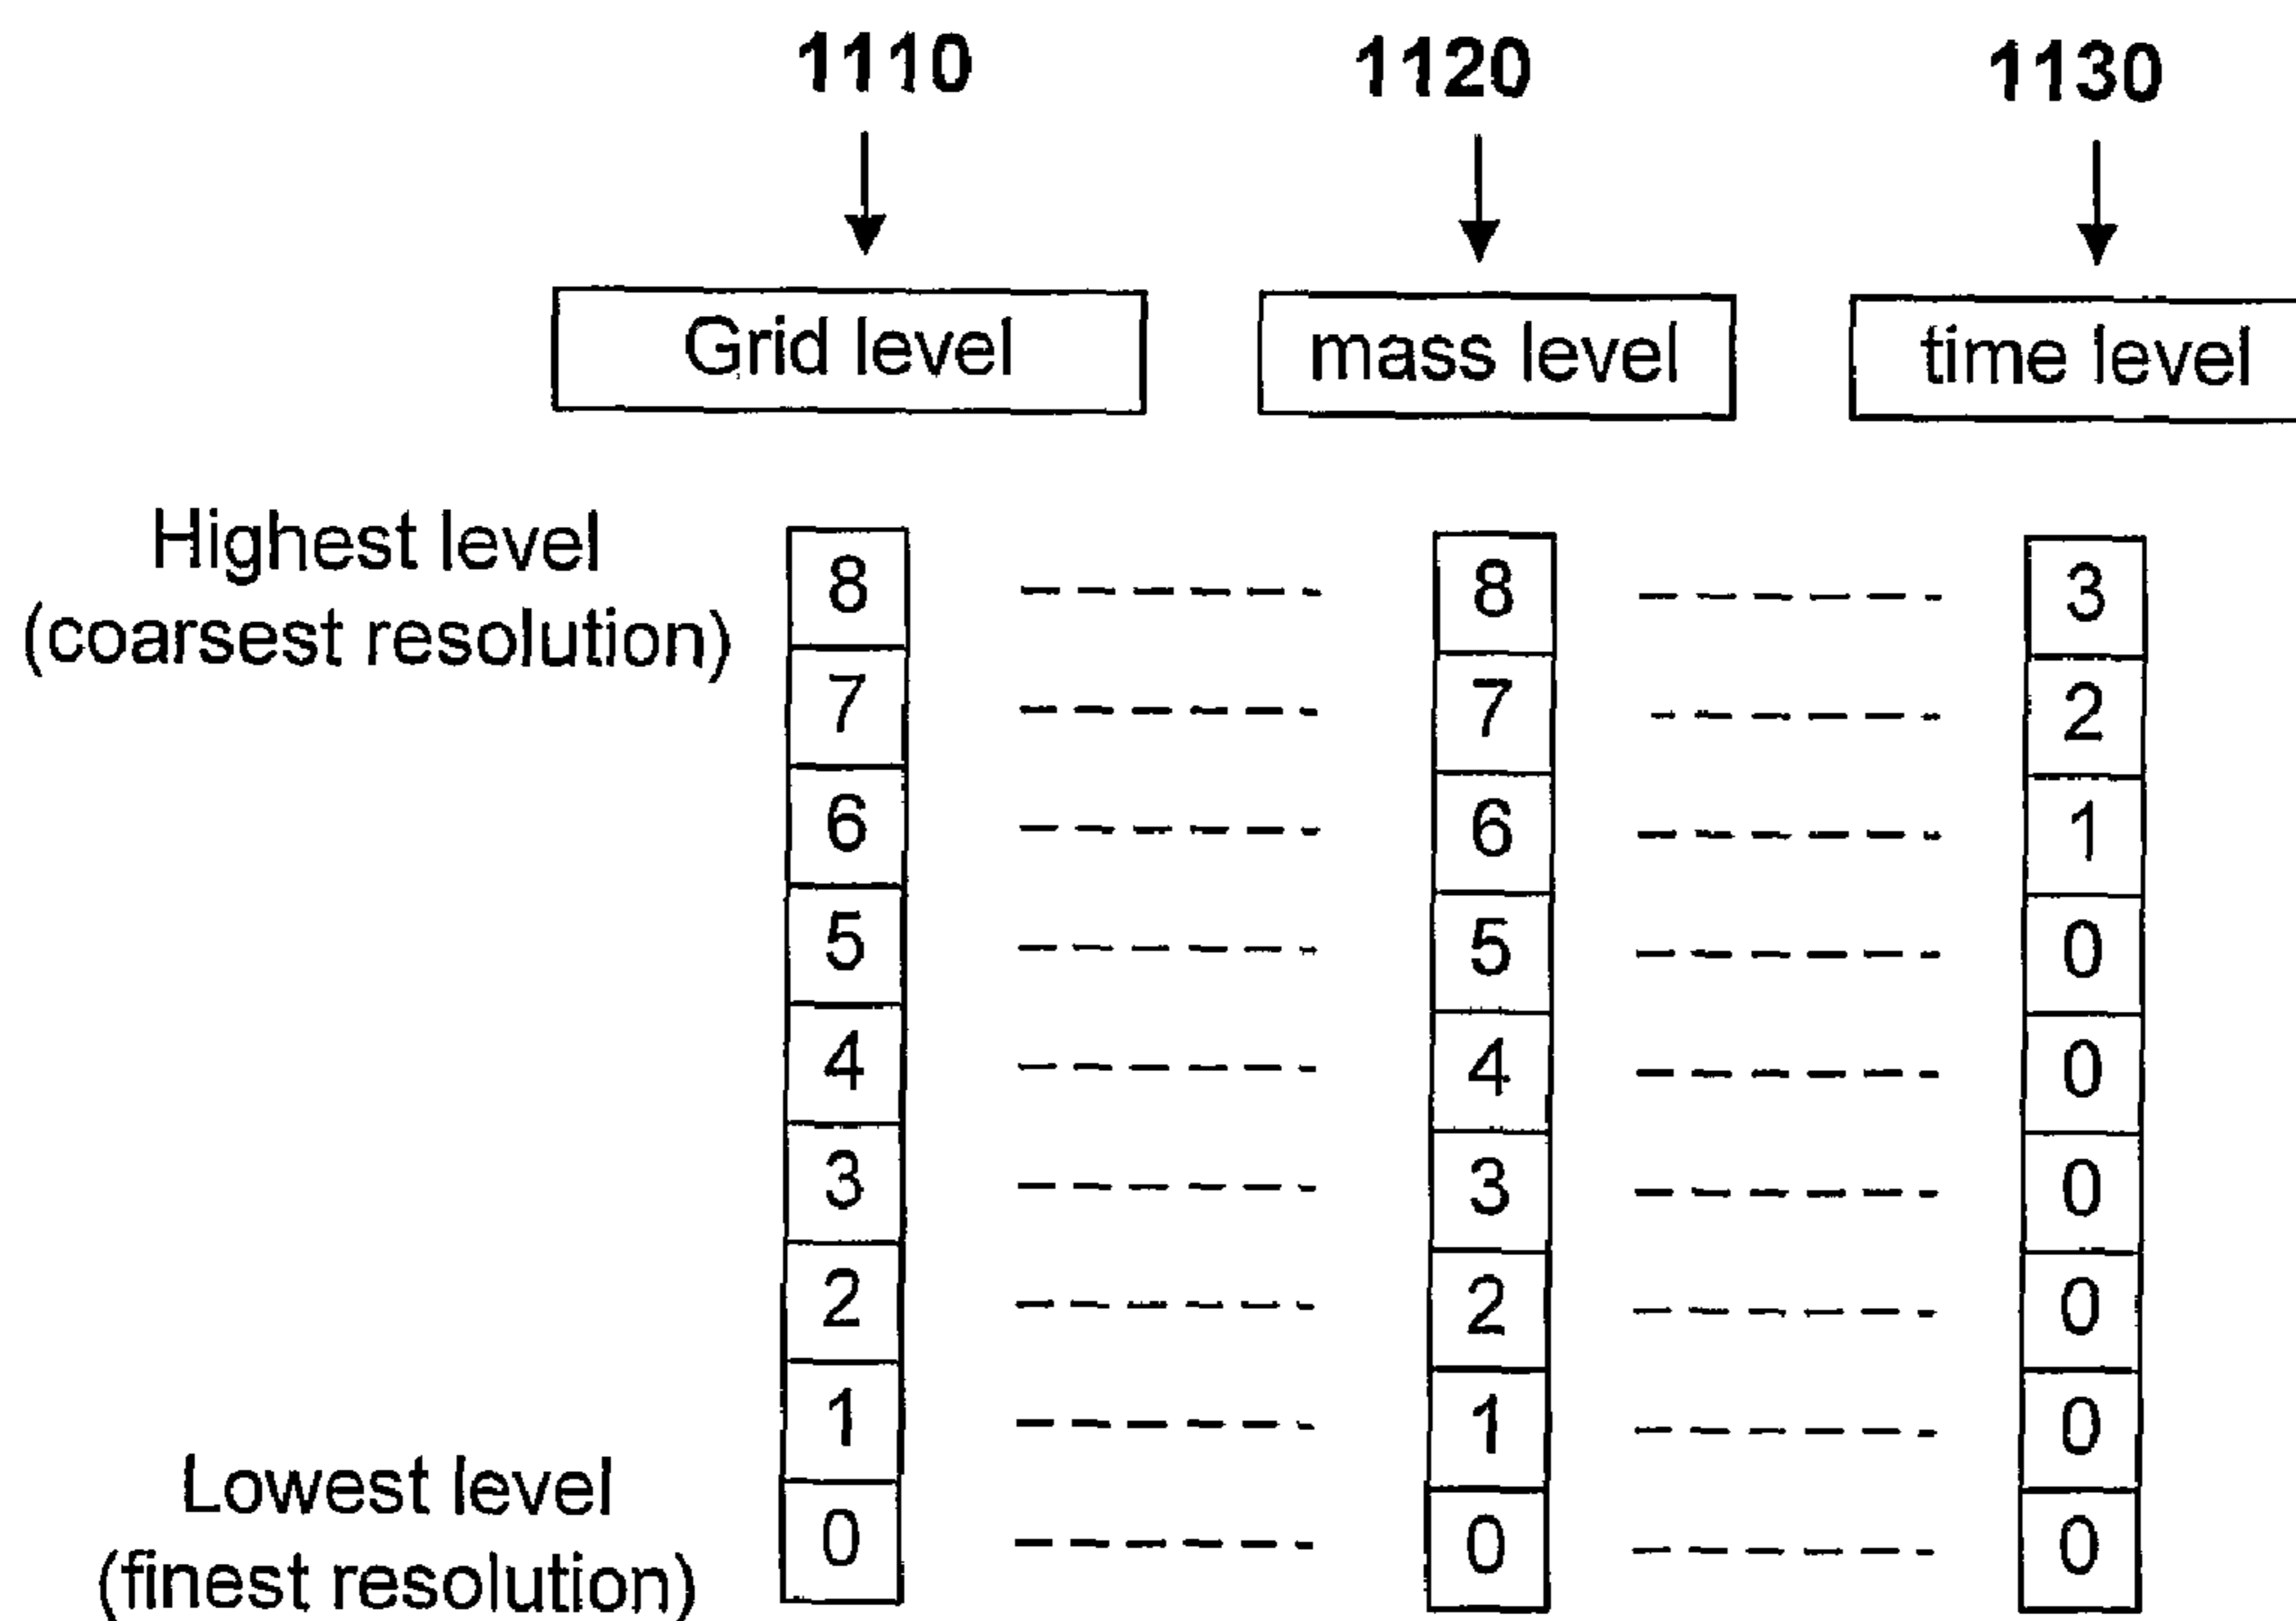 1110 1120 1130
Grid level mass level time level
Highest level
(coarsest resolution)
8 8 3
7 7 2
6 6 1
5 5 0
4 4 0
3 3 0
2 2 0
1 1 0
Lowest level
(finest resolution)
0 0 0